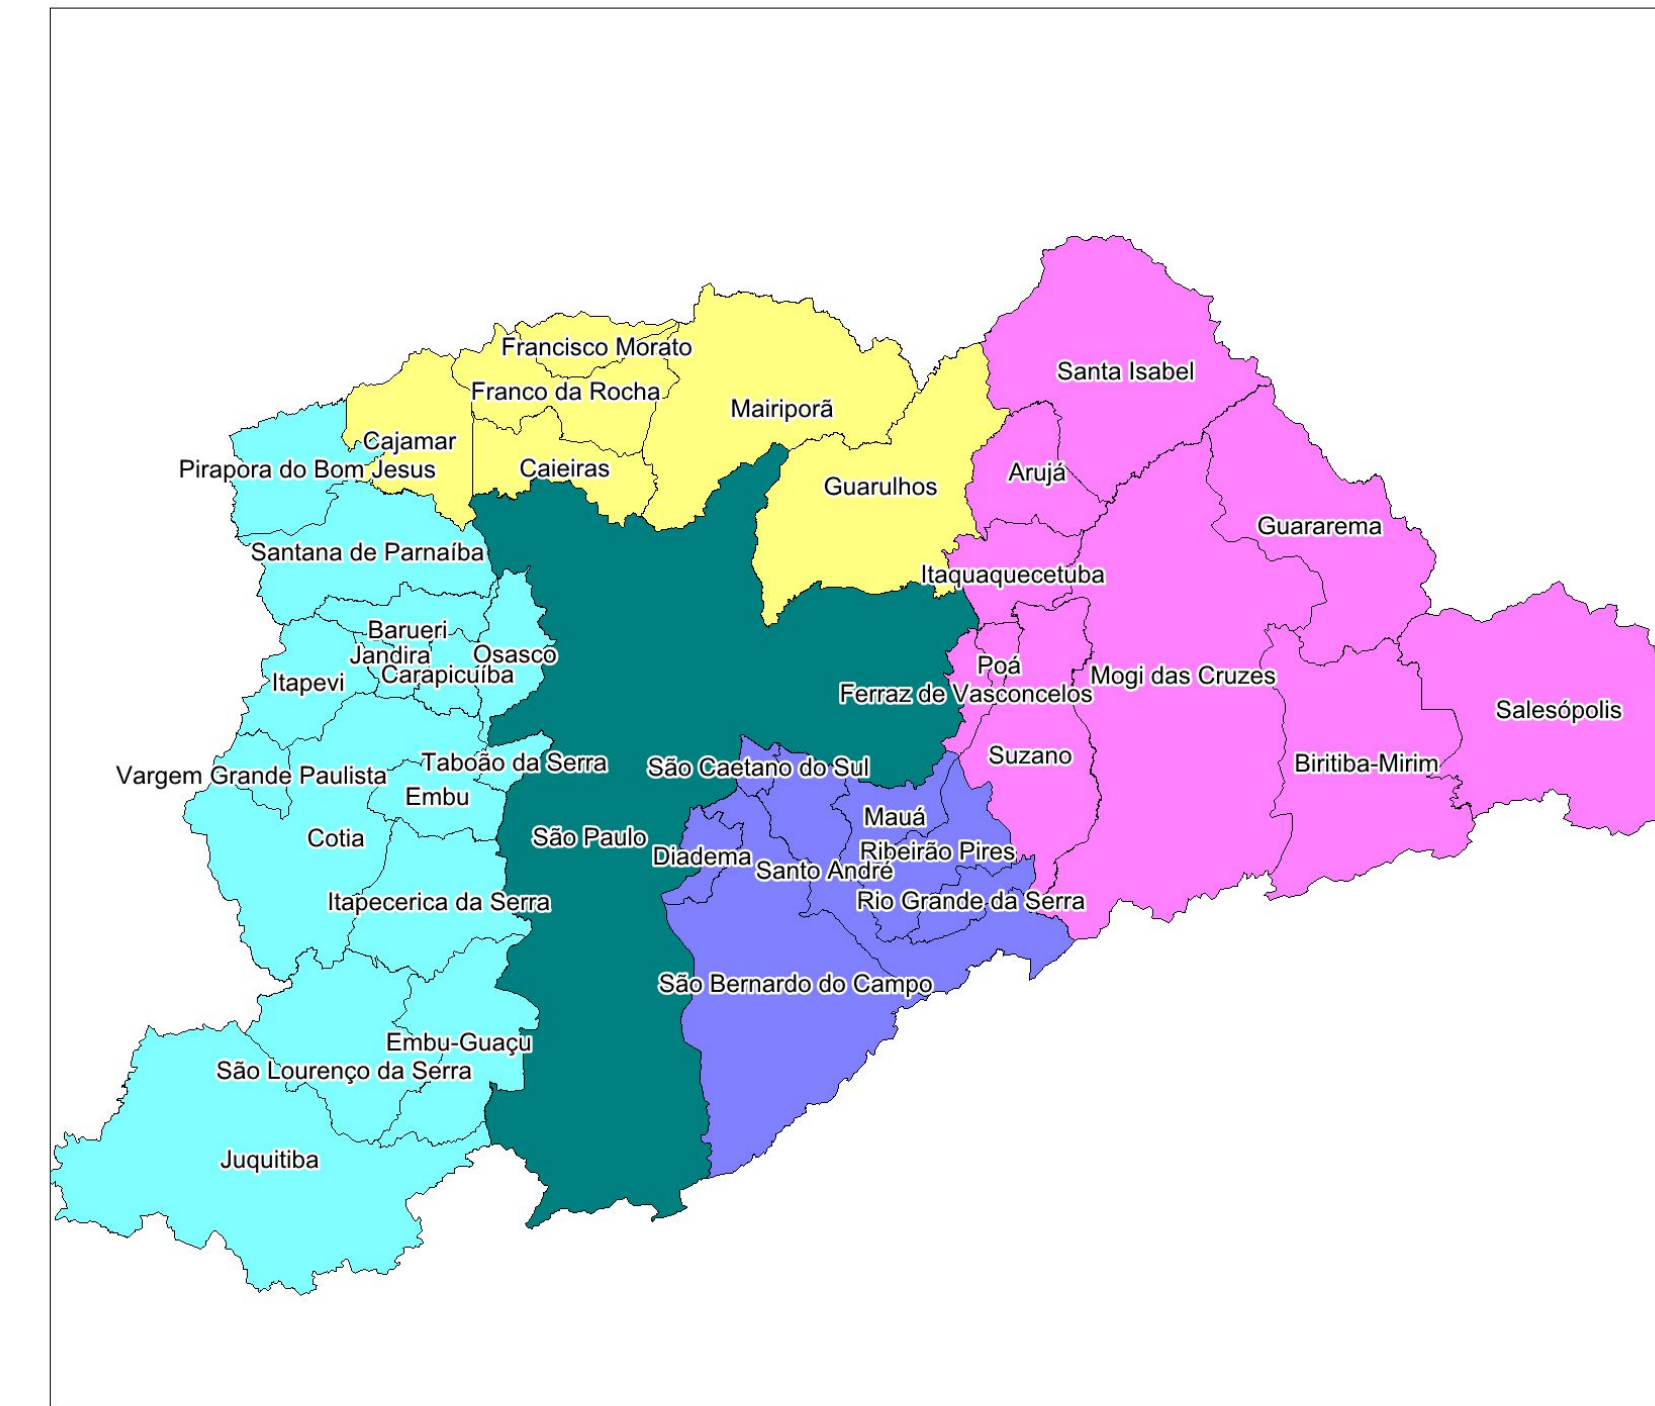 Francisco Morato
Santa Isabel
Franco da Rocha
Mairiporã
Cajamar
Pirapora do Bom Jesus
Caieiras
Arujá
Guarulhos
Guararema
Santana de Parnaíba
Itaquaquecetuba
Barueri
Jandira
Osasco
Carapicuíba
Itapevi
Poá
Mogi das Cruzes
Ferraz de Vasconcelos
Salesópolis
Suzano
Taboão da Serra
Biritiba-Mirim
São Caetano do Sul
Vargem Grande Paulista
Embu
Mauá
Cotia
São Paulo
Ribeirão Pires
Diadema
Santo André
Itapecerica da Serra
Rio Grande da Serra
São Bernardo do Campo
Embu-Guaçu
São Lourenço da Serra
Juquitiba